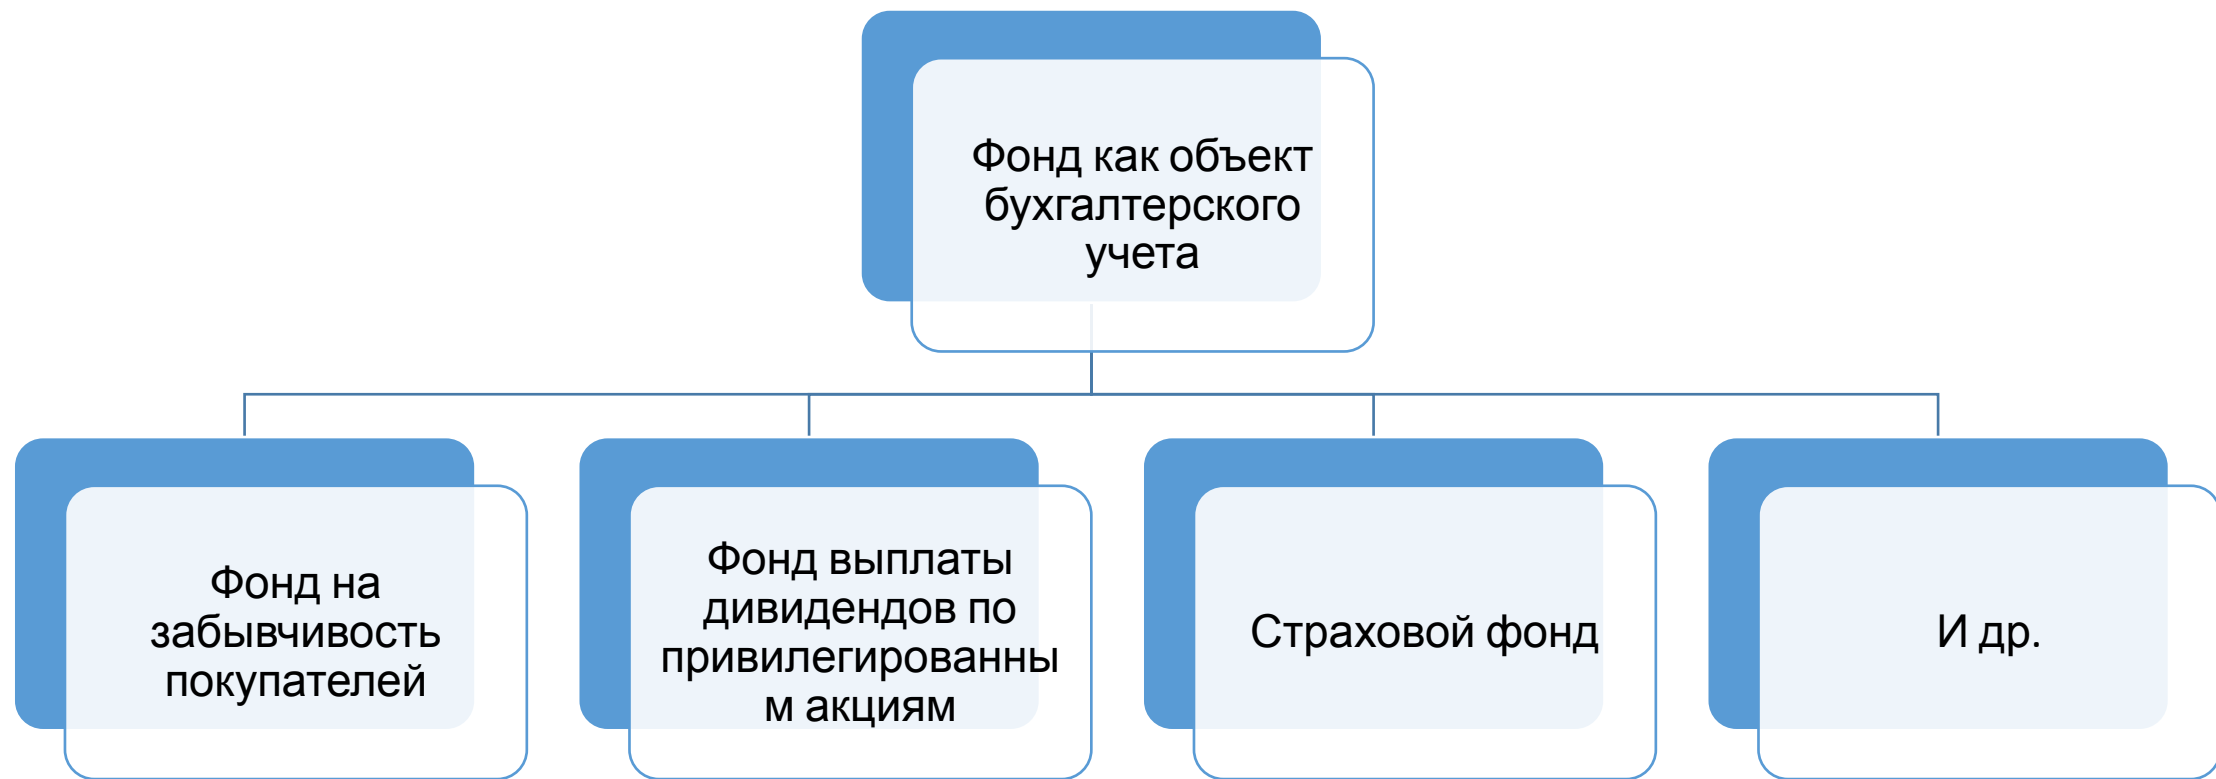 Фонд как объект
бухгалтерского
учета
Фонд на
забывчивость
покупателей
Фонд выплаты
дивидендов по
привилегированны
м акциям
Страховой фонд
И др.